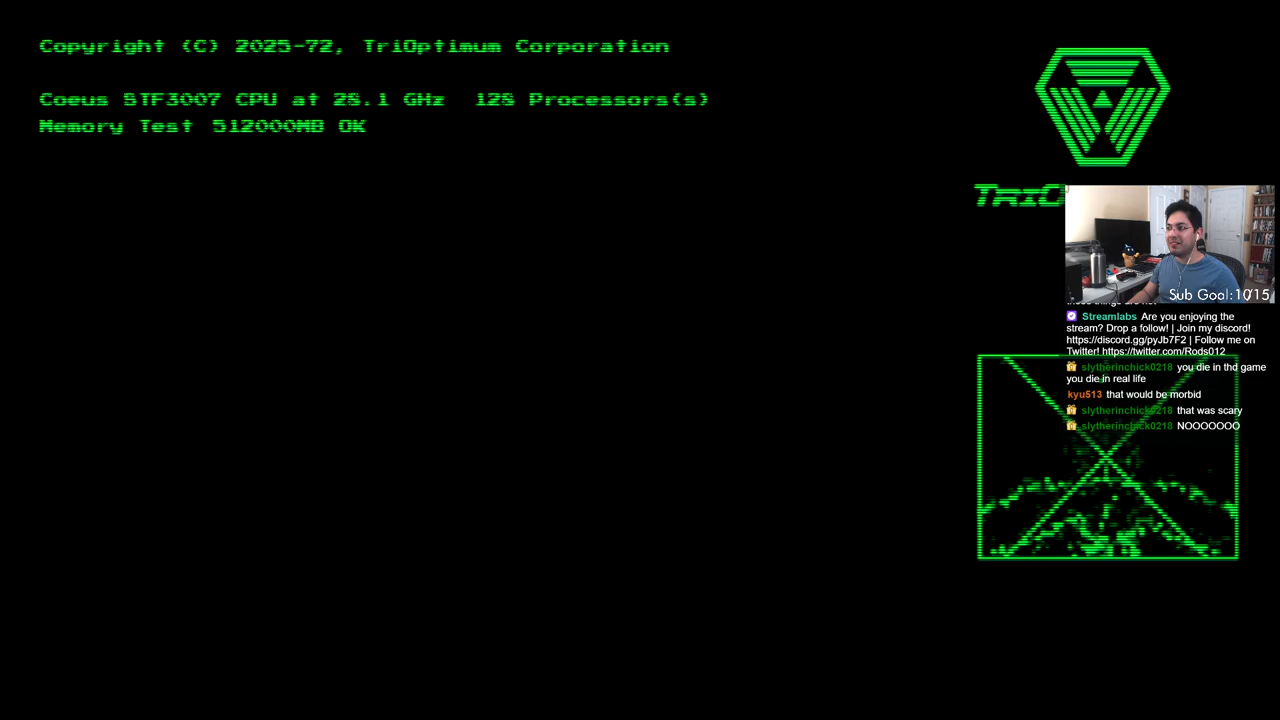 Copyright (C) 2025-72, TriOptimum Corporation
Coeus 5TF3007 CPU at 28.1 GHz 128 Processors(s)
Memory Test 512000MB OK
Sub Goal:10/15
Streamlabs Are you enjoying the
stream? Drop a follow! | Join my discord!
https://discord.gg/pyJb7F2 | Follow me on
Twitter! https://twitter.com/Rods012
slytherinchick0218 you die in thd game
you die in real life
kyu513 that would be morbid
slytherinchick0218 that was scary
slytherinchick0218 NOOOOOOO